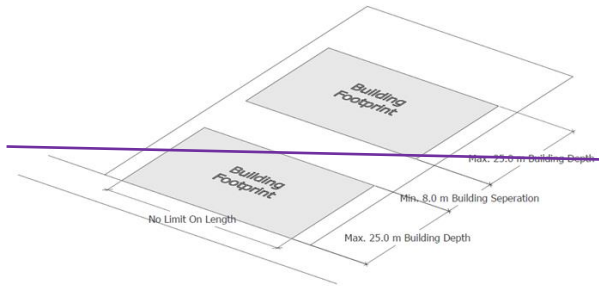 Building
Footprint
Max. 25.0 m Building Depth
Building
Footprint
Min. 8.0 m Building Seperation
No Limit On Length
Max. 25.0 m Building Depth